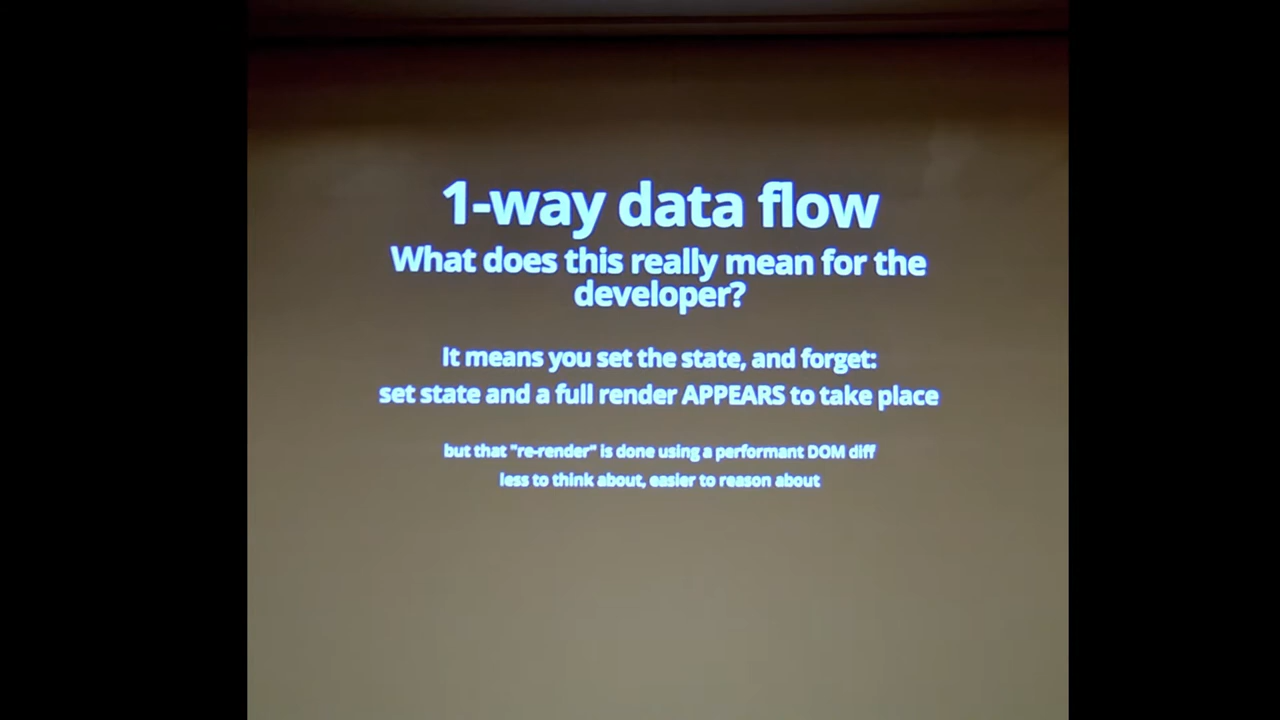 1-way data flow
What does this really mean for the
developer?
It means you set the state, and forget:
set state and a full render APPEARS to take place
but that "re-render" is done using a performant DOM diff
less to think about, easier to reason about